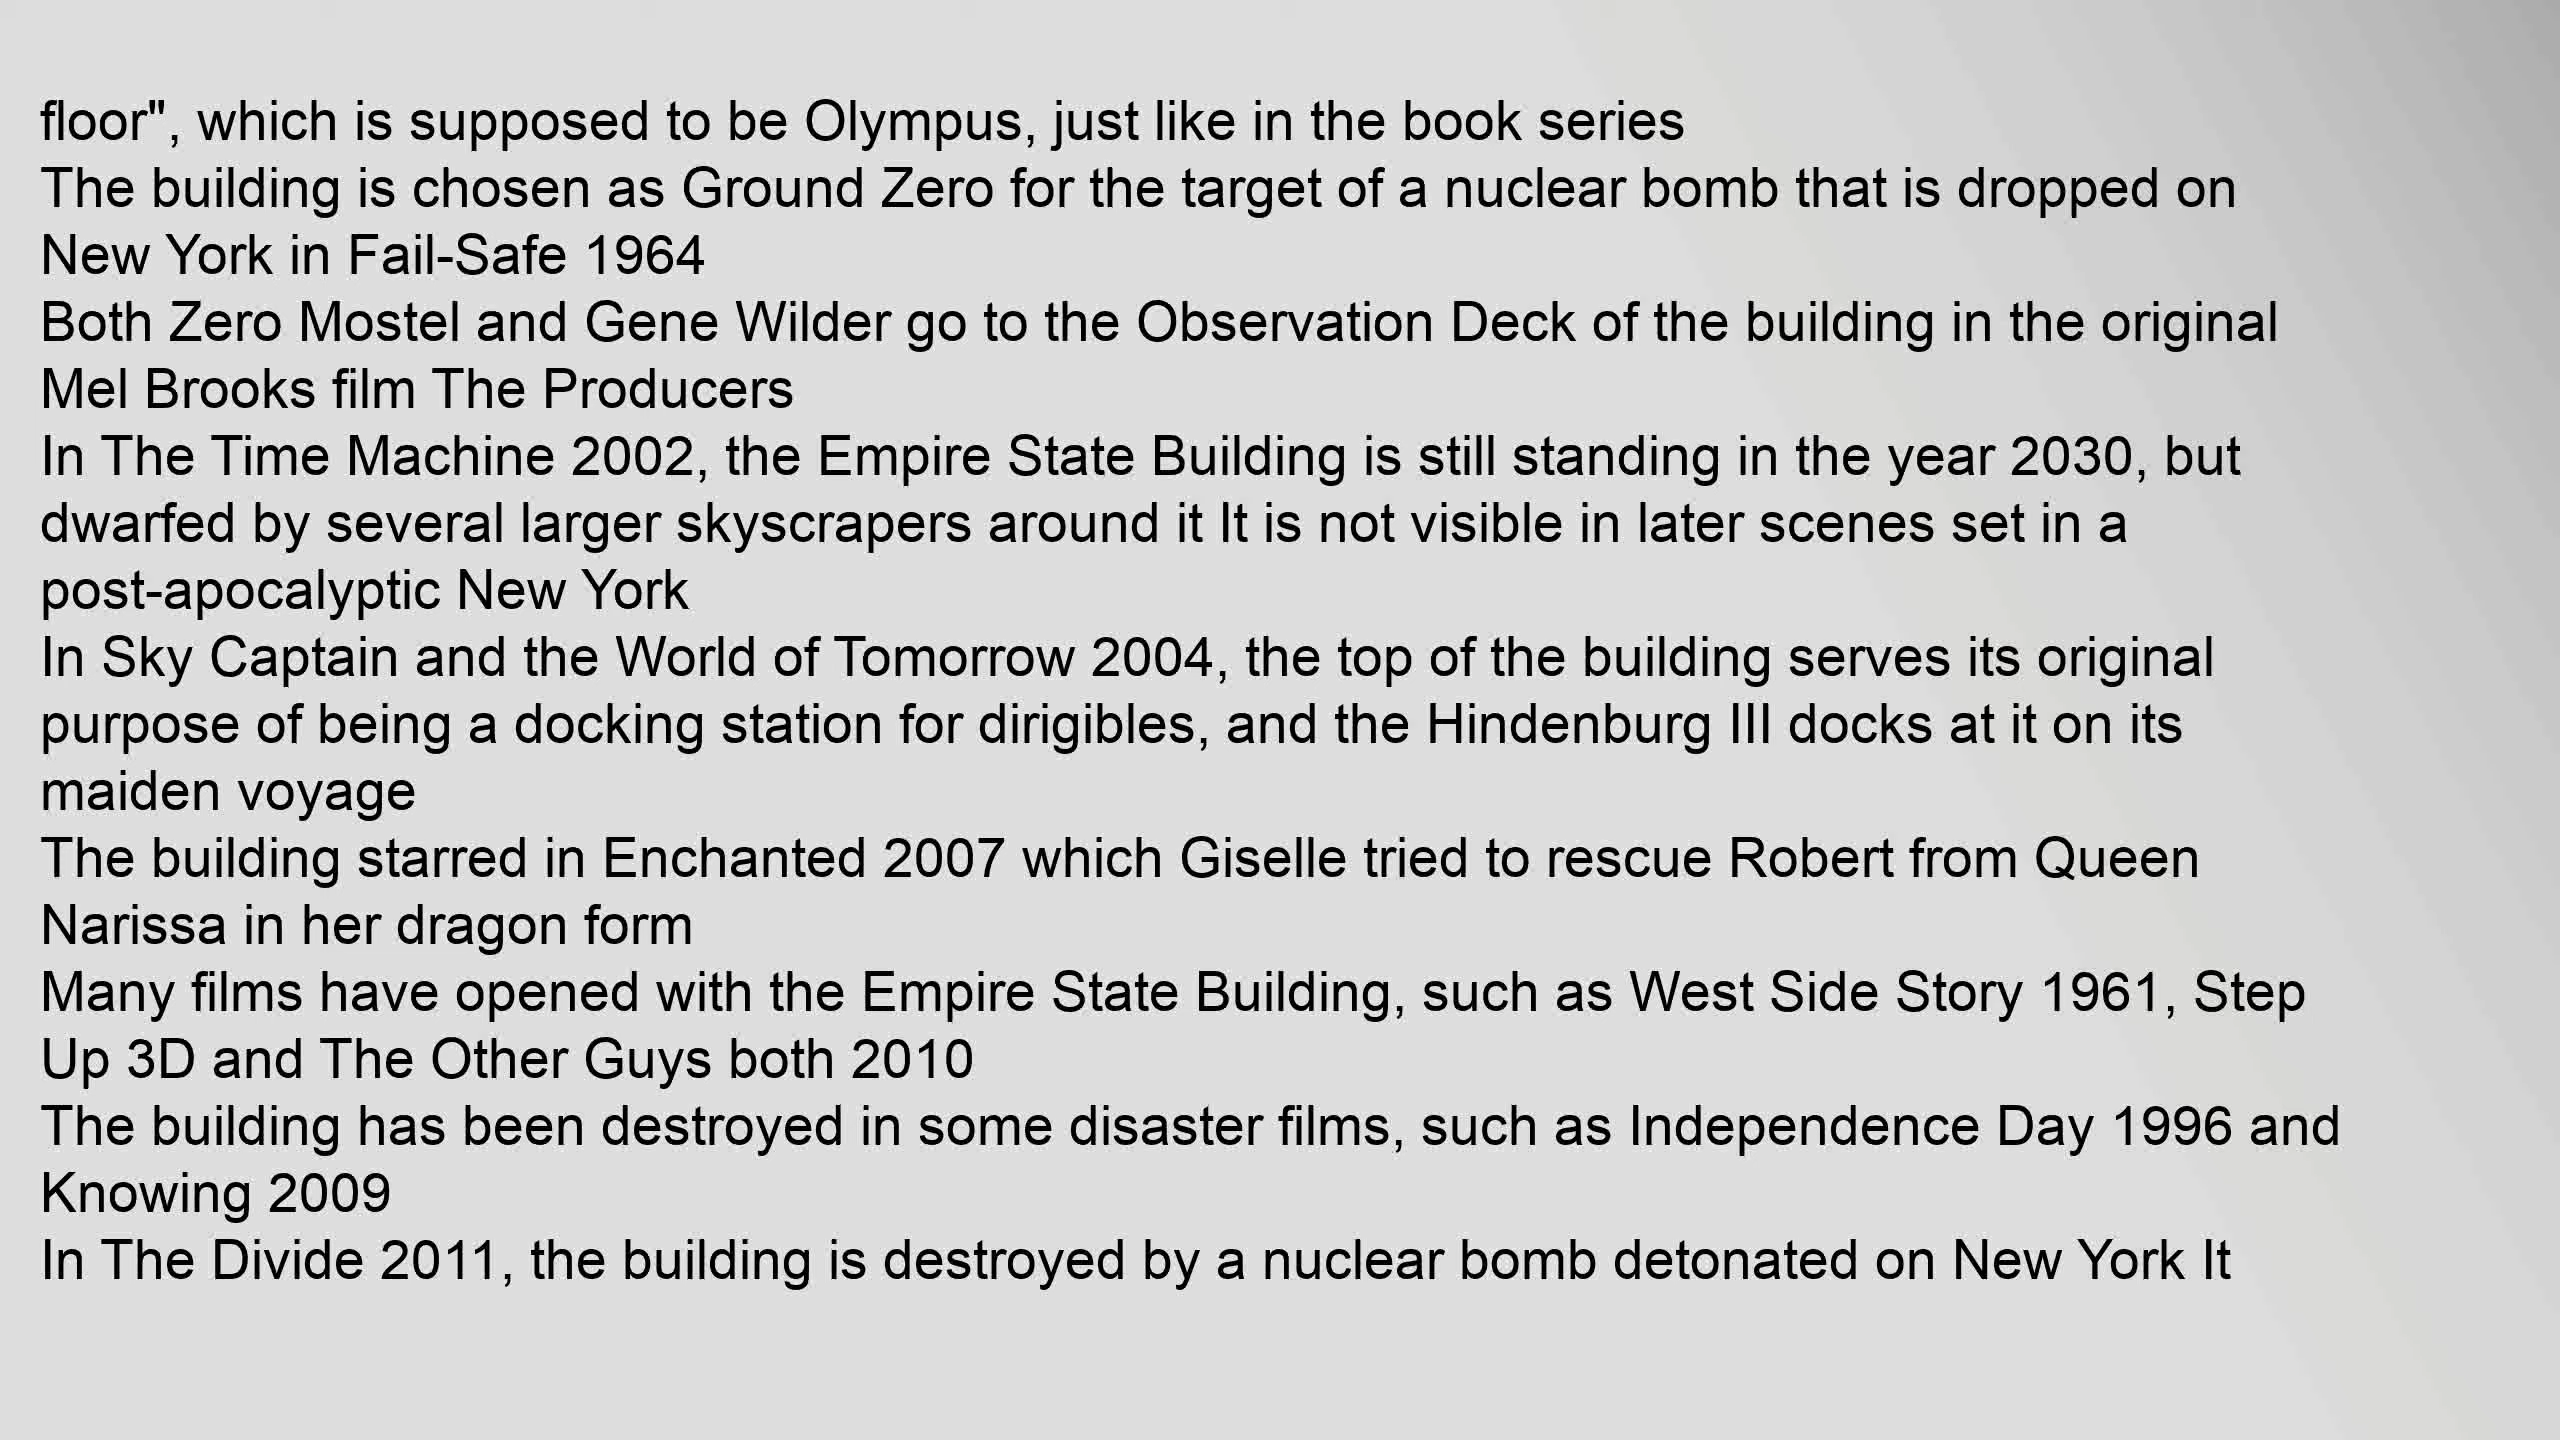 floor", which is supposed to be Olympus, just like in the book series
The building is chosen as Ground Zero for the target of a nuclear bomb that is dropped on
New York in Fail-Safe 1964
Both Zero Mostel and Gene Wilder go to the Observation Deck of the building in the original
Mel Brooks film The Producers
In The Time Machine 2002, the Empire State Building is still standing in the year 2030, but
dwarfed by several larger skyscrapers around it It is not visible in later scenes set in a
post-apocalyptic New York
In Sky Captain and the World of Tomorrow 2004, the top of the building serves its original
purpose of being a docking station for dirigibles, and the Hindenburg III docks at it on its
maiden voyage
The building starred in Enchanted 2007 which Giselle tried to rescue Robert from Queen
Narissa in her dragon form
Many films have opened with the Empire State Building, such as West Side Story 1961, Step
Up 3D and The Other Guys both 2010
The building has been destroyed in some disaster films, such as Independence Day 1996 and
Knowing 2009
In The Divide 2011, the building is destroyed by a nuclear bomb detonated on New York It